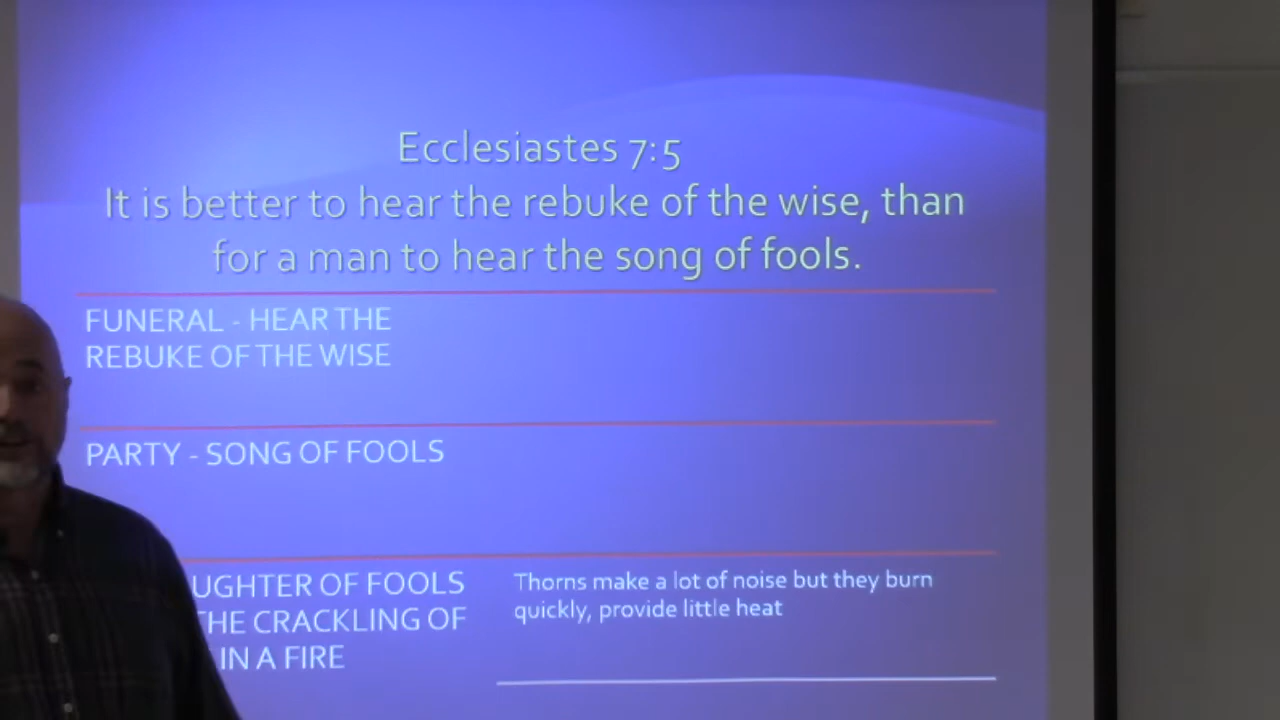 Ecclesiastes 7:5
It is better to hear the rebuke of the wise, than
for a man to hear the song of fools.
FUNERAL - HEAR THE
REBUKE OF THE WISE
PARTY - SONG OF FOOLS
OF FOOLS
CRACKLING OF
IN A FIRE
Thorns make a lot of noise but they burn
quickly, provide little heat